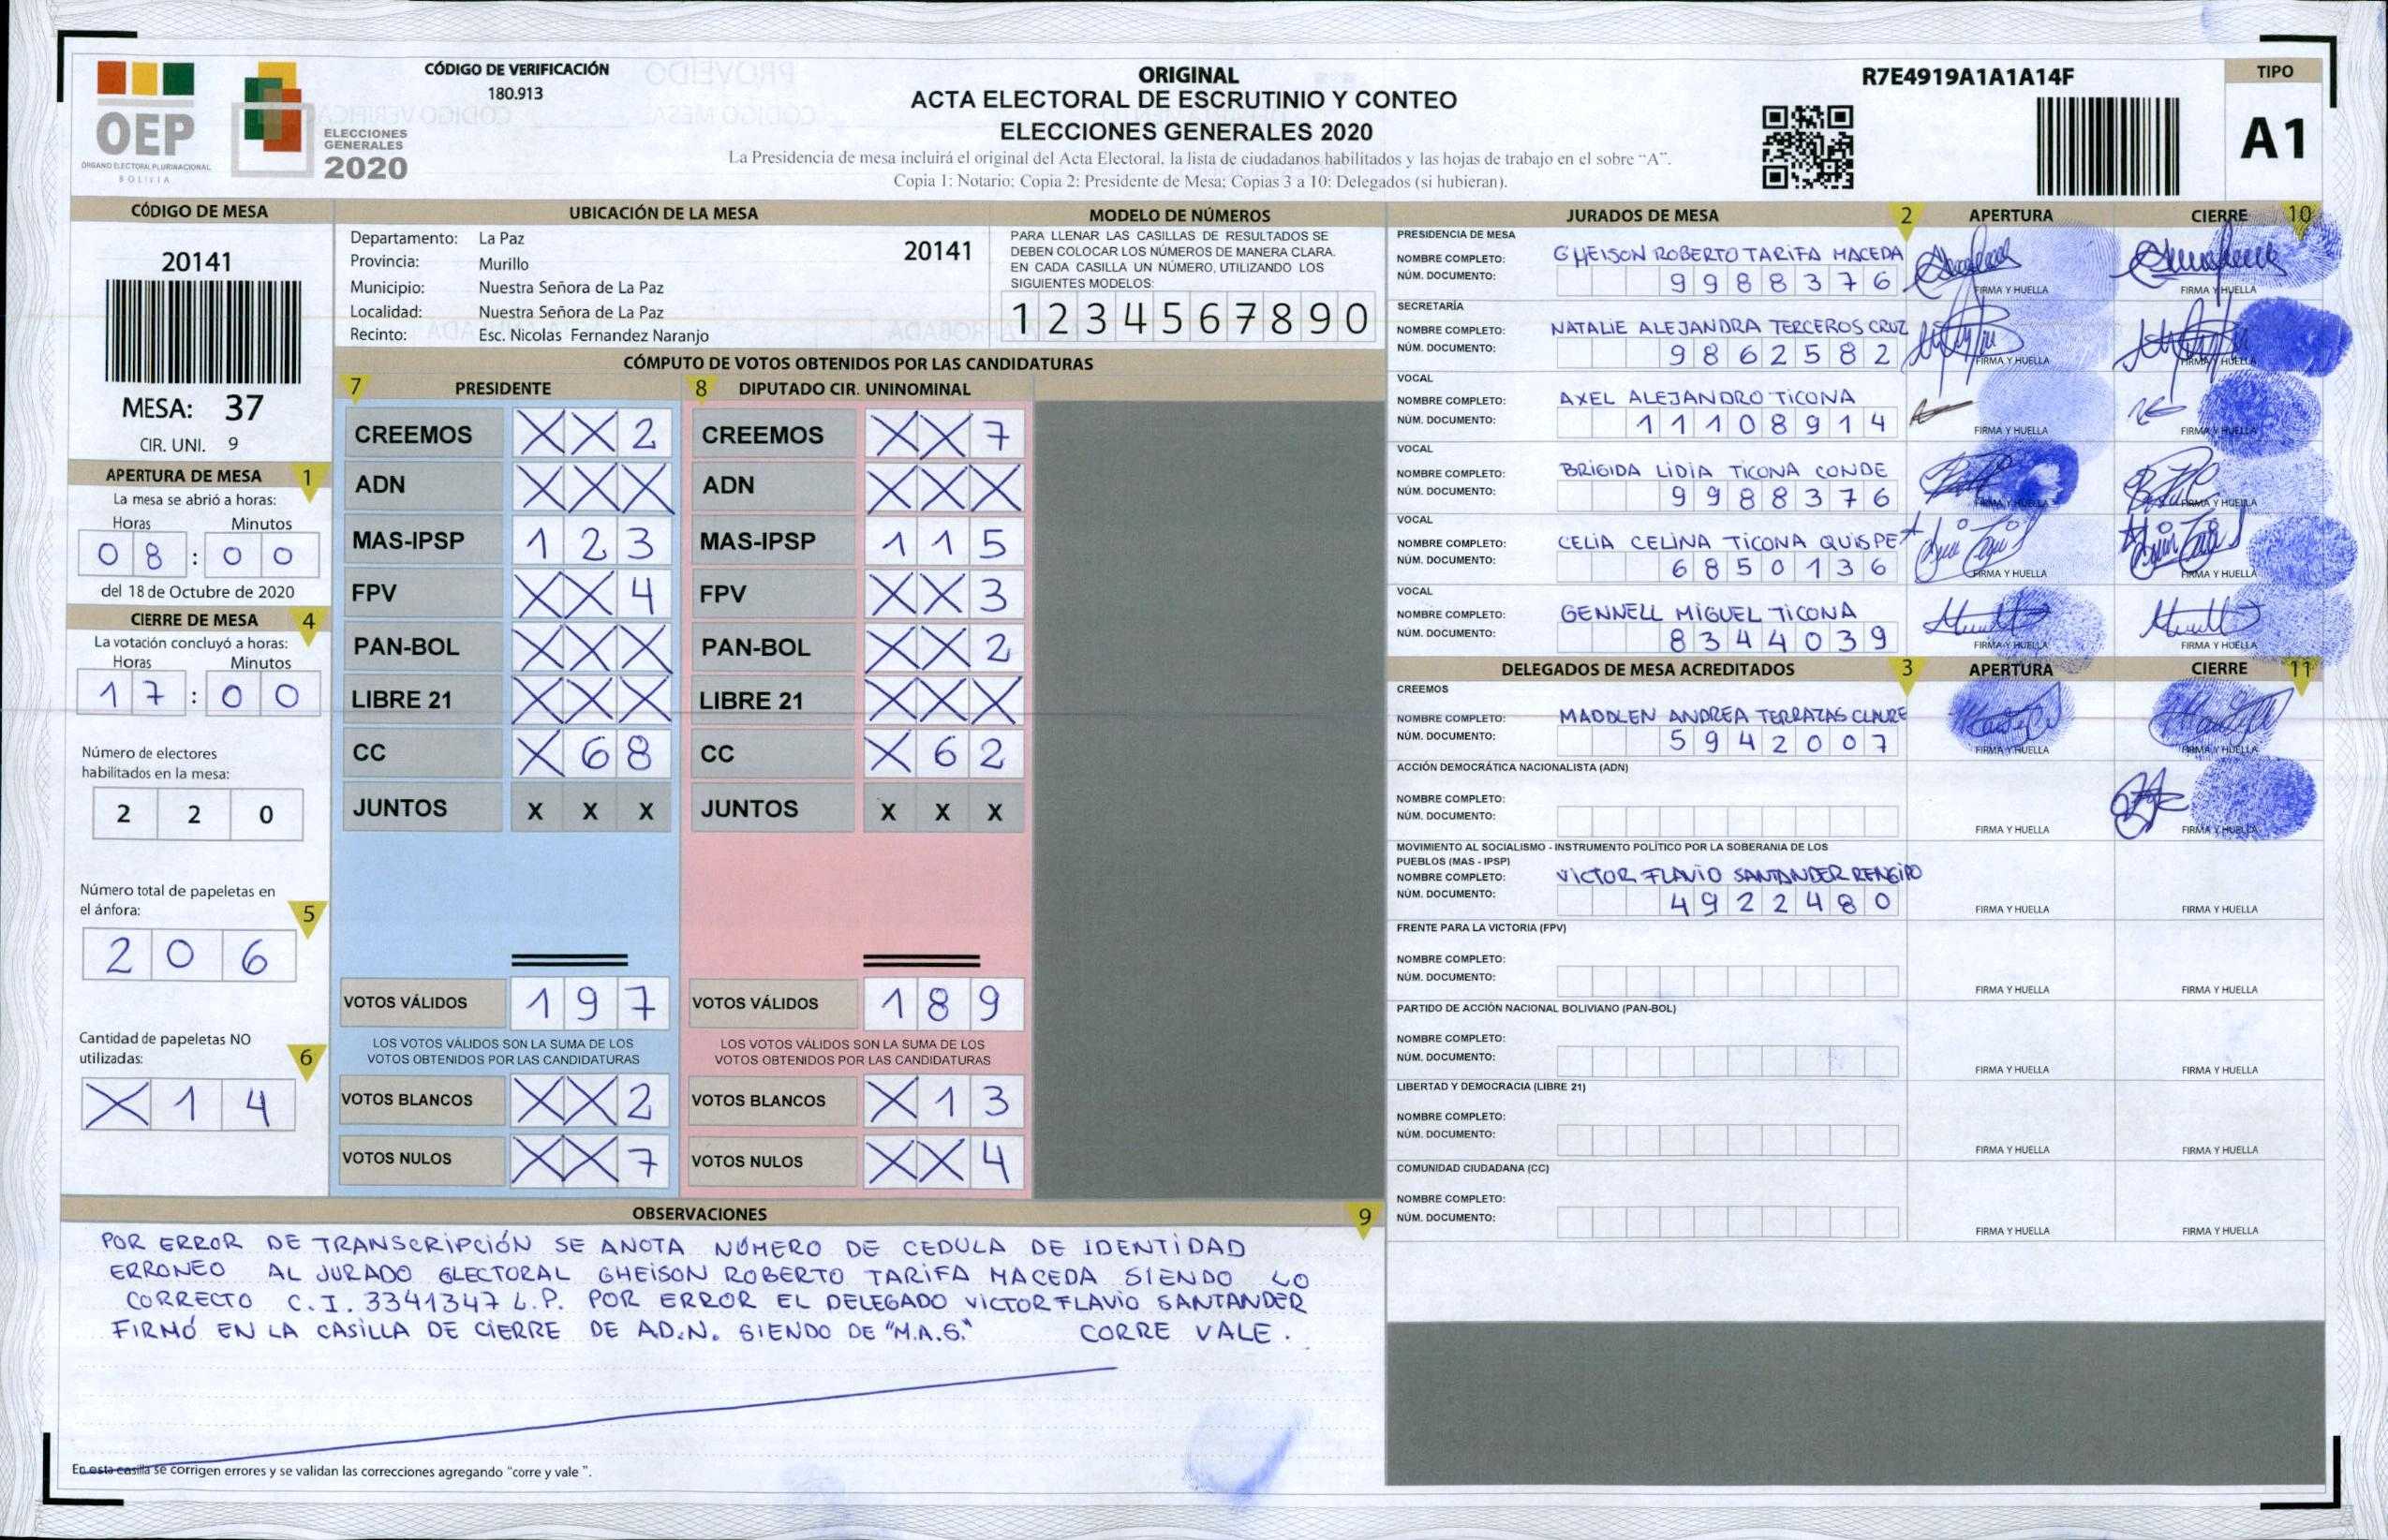 OEP
ÓRGANO ELECTORAL PLURINACIONAL
BOLIVIA
ELECCIONES
GENERALES
2020
CÓDIGO DE VERIFICACIÓN
180.913
ORIGINAL
ACTA ELECTORAL DE ESCRUTINIO Y CONTEO
ELECCIONES GENERALES 2020
La Presidencia de mesa incluirá el original del Acta Electoral, la lista de ciudadanos habilitados y las hojas de trabajo en el sobre "A".
Copia 1: Notario; Copia 2: Presidente de Mesa; Copias 3 a 10: Delegados (si hubieran).
R7E4919A1A1A14F
TIPO
A1
CÓDIGO DE MESA
20141
MESA: 37
CIR. UNI. 9
APERTURA DE MESA 1
La mesa se abrió a horas:
Horas Minutos
08 : 00
del 18 de Octubre de 2020
CIERRE DE MESA 4
La votación concluyó a horas:
Horas Minutos
17 : 00
Número de electores
habilitados en la mesa:
2 2 0
Número total de papeletas en
el ánfora: 5
2 0 6
Cantidad de papeletas NO
utilizadas: 6
X 1 4
UBICACIÓN DE LA MESA
Departamento: La Paz
20141
Provincia: Murillo
Municipio: Nuestra Señora de La Paz
Localidad: Nuestra Señora de La Paz
Recinto: Esc. Nicolas Fernandez Naranjo
MODELO DE NÚMEROS
PARA LLENAR LAS CASILLAS DE RESULTADOS SE
DEBEN COLOCAR LOS NÚMEROS DE MANERA CLARA.
EN CADA CASILLA UN NÚMERO, UTILIZANDO LOS
SIGUIENTES MODELOS:
1 2 3 4 5 6 7 8 9 0
CÓMPUTO DE VOTOS OBTENIDOS POR LAS CANDIDATURAS
7 PRESIDENTE
CREEMOS X X 2
ADN X X X
MAS-IPSP 1 2 3
FPV X X 4
PAN-BOL X X X
LIBRE 21 X X X
CC X 6 8
JUNTOS X X X
VOTOS VÁLIDOS 1 9 7
LOS VOTOS VÁLIDOS SON LA SUMA DE LOS
VOTOS OBTENIDOS POR LAS CANDIDATURAS
VOTOS BLANCOS X X 2
VOTOS NULOS X X 7
8 DIPUTADO CIR. UNINOMINAL
CREEMOS X X 7
ADN X X X
MAS-IPSP 1 1 5
FPV X X 3
PAN-BOL X X 2
LIBRE 21 X X X
CC X 6 2
JUNTOS X X X
VOTOS VÁLIDOS 1 8 9
LOS VOTOS VÁLIDOS SON LA SUMA DE LOS
VOTOS OBTENIDOS POR LAS CANDIDATURAS
VOTOS BLANCOS X 1 3
VOTOS NULOS X X 4
OBSERVACIONES 9
POR ERROR DE TRANSCRIPCIÓN SE ANOTA NÚMERO DE CEDULA DE IDENTIDAD
ERRONEO AL JURADO ELECTORAL GHEISON ROBERTO TARIFA MACEDA SIENDO LO
CORRECTO C.I. 3341347 L.P. POR ERROR EL DELEGADO VICTOR FLAVIO SANTANDER
FIRMÓ EN LA CASILLA DE CIERRE DE A.D.N. SIENDO DE "M.A.S." CORRE VALE.
En esta casilla se corrigen errores y se validan las correcciones agregando "corre y vale ".
JURADOS DE MESA 2 APERTURA CIERRE 10
PRESIDENCIA DE MESA
NOMBRE COMPLETO: GHEISON ROBERTO TARIFA MACEDA
NÚM. DOCUMENTO: 9988376
FIRMA Y HUELLA FIRMA Y HUELLA
SECRETARÍA
NOMBRE COMPLETO: NATALIE ALEJANDRA TERCEROS CRUZ
NÚM. DOCUMENTO: 9862582
FIRMA Y HUELLA FIRMA Y HUELLA
VOCAL
NOMBRE COMPLETO: AXEL ALEJANDRO TICONA
NÚM. DOCUMENTO: 11108914
FIRMA Y HUELLA FIRMA Y HUELLA
VOCAL
NOMBRE COMPLETO: BRIGIDA LIDIA TICONA CONDE
NÚM. DOCUMENTO: 9988376
FIRMA Y HUELLA FIRMA Y HUELLA
VOCAL
NOMBRE COMPLETO: CELIA CELINA TICONA QUISPE
NÚM. DOCUMENTO: 6850136
FIRMA Y HUELLA FIRMA Y HUELLA
VOCAL
NOMBRE COMPLETO: GENNELL MIGUEL TICONA
NÚM. DOCUMENTO: 8344039
FIRMA Y HUELLA FIRMA Y HUELLA
DELEGADOS DE MESA ACREDITADOS 3 APERTURA CIERRE 11
CREEMOS
NOMBRE COMPLETO: MADDLEN ANDREA TERRAZAS CLAURE
NÚM. DOCUMENTO: 5942007
FIRMA Y HUELLA FIRMA Y HUELLA
ACCIÓN DEMOCRÁTICA NACIONALISTA (ADN)
NOMBRE COMPLETO:
NÚM. DOCUMENTO:
FIRMA Y HUELLA FIRMA Y HUELLA
MOVIMIENTO AL SOCIALISMO - INSTRUMENTO POLÍTICO POR LA SOBERANIA DE LOS
PUEBLOS (MAS - IPSP)
NOMBRE COMPLETO: VICTOR FLAVIO SANTANDER RENGIPO
NÚM. DOCUMENTO: 4922480
FIRMA Y HUELLA FIRMA Y HUELLA
FRENTE PARA LA VICTORIA (FPV)
NOMBRE COMPLETO:
NÚM. DOCUMENTO:
FIRMA Y HUELLA FIRMA Y HUELLA
PARTIDO DE ACCIÓN NACIONAL BOLIVIANO (PAN-BOL)
NOMBRE COMPLETO:
NÚM. DOCUMENTO:
FIRMA Y HUELLA FIRMA Y HUELLA
LIBERTAD Y DEMOCRACIA (LIBRE 21)
NOMBRE COMPLETO:
NÚM. DOCUMENTO:
FIRMA Y HUELLA FIRMA Y HUELLA
COMUNIDAD CIUDADANA (CC)
NOMBRE COMPLETO:
NÚM. DOCUMENTO:
FIRMA Y HUELLA FIRMA Y HUELLA